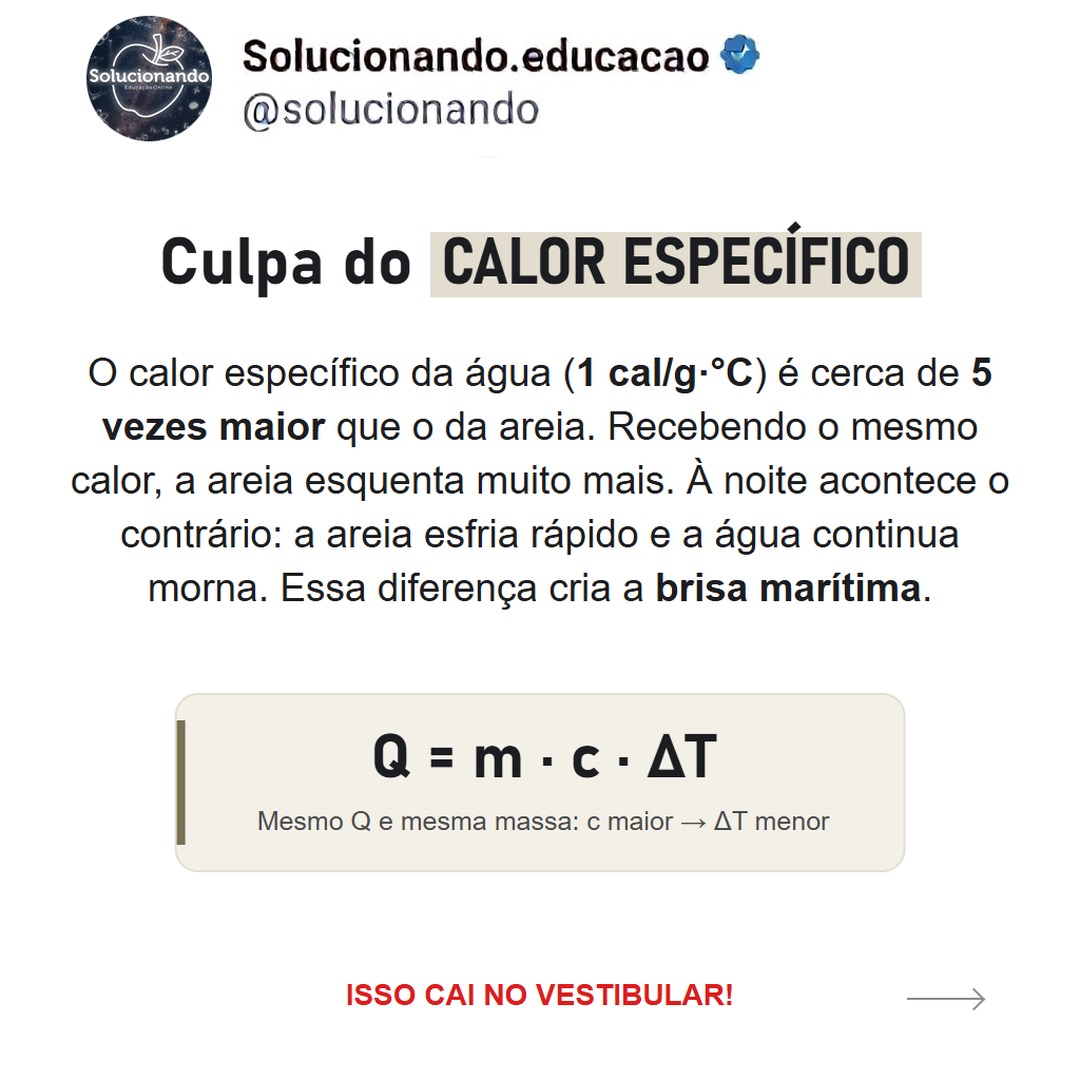 Solucionando
Educação Online
Solucionando.educacao
@solucionando
Culpa do CALOR ESPECÍFICO
O calor específico da água (1 cal/g·°C) é cerca de 5
vezes maior que o da areia. Recebendo o mesmo
calor, a areia esquenta muito mais. À noite acontece o
contrário: a areia esfria rápido e a água continua
morna. Essa diferença cria a brisa marítima.
Q = m · c · ΔT
Mesmo Q e mesma massa: c maior → ΔT menor
ISSO CAI NO VESTIBULAR!